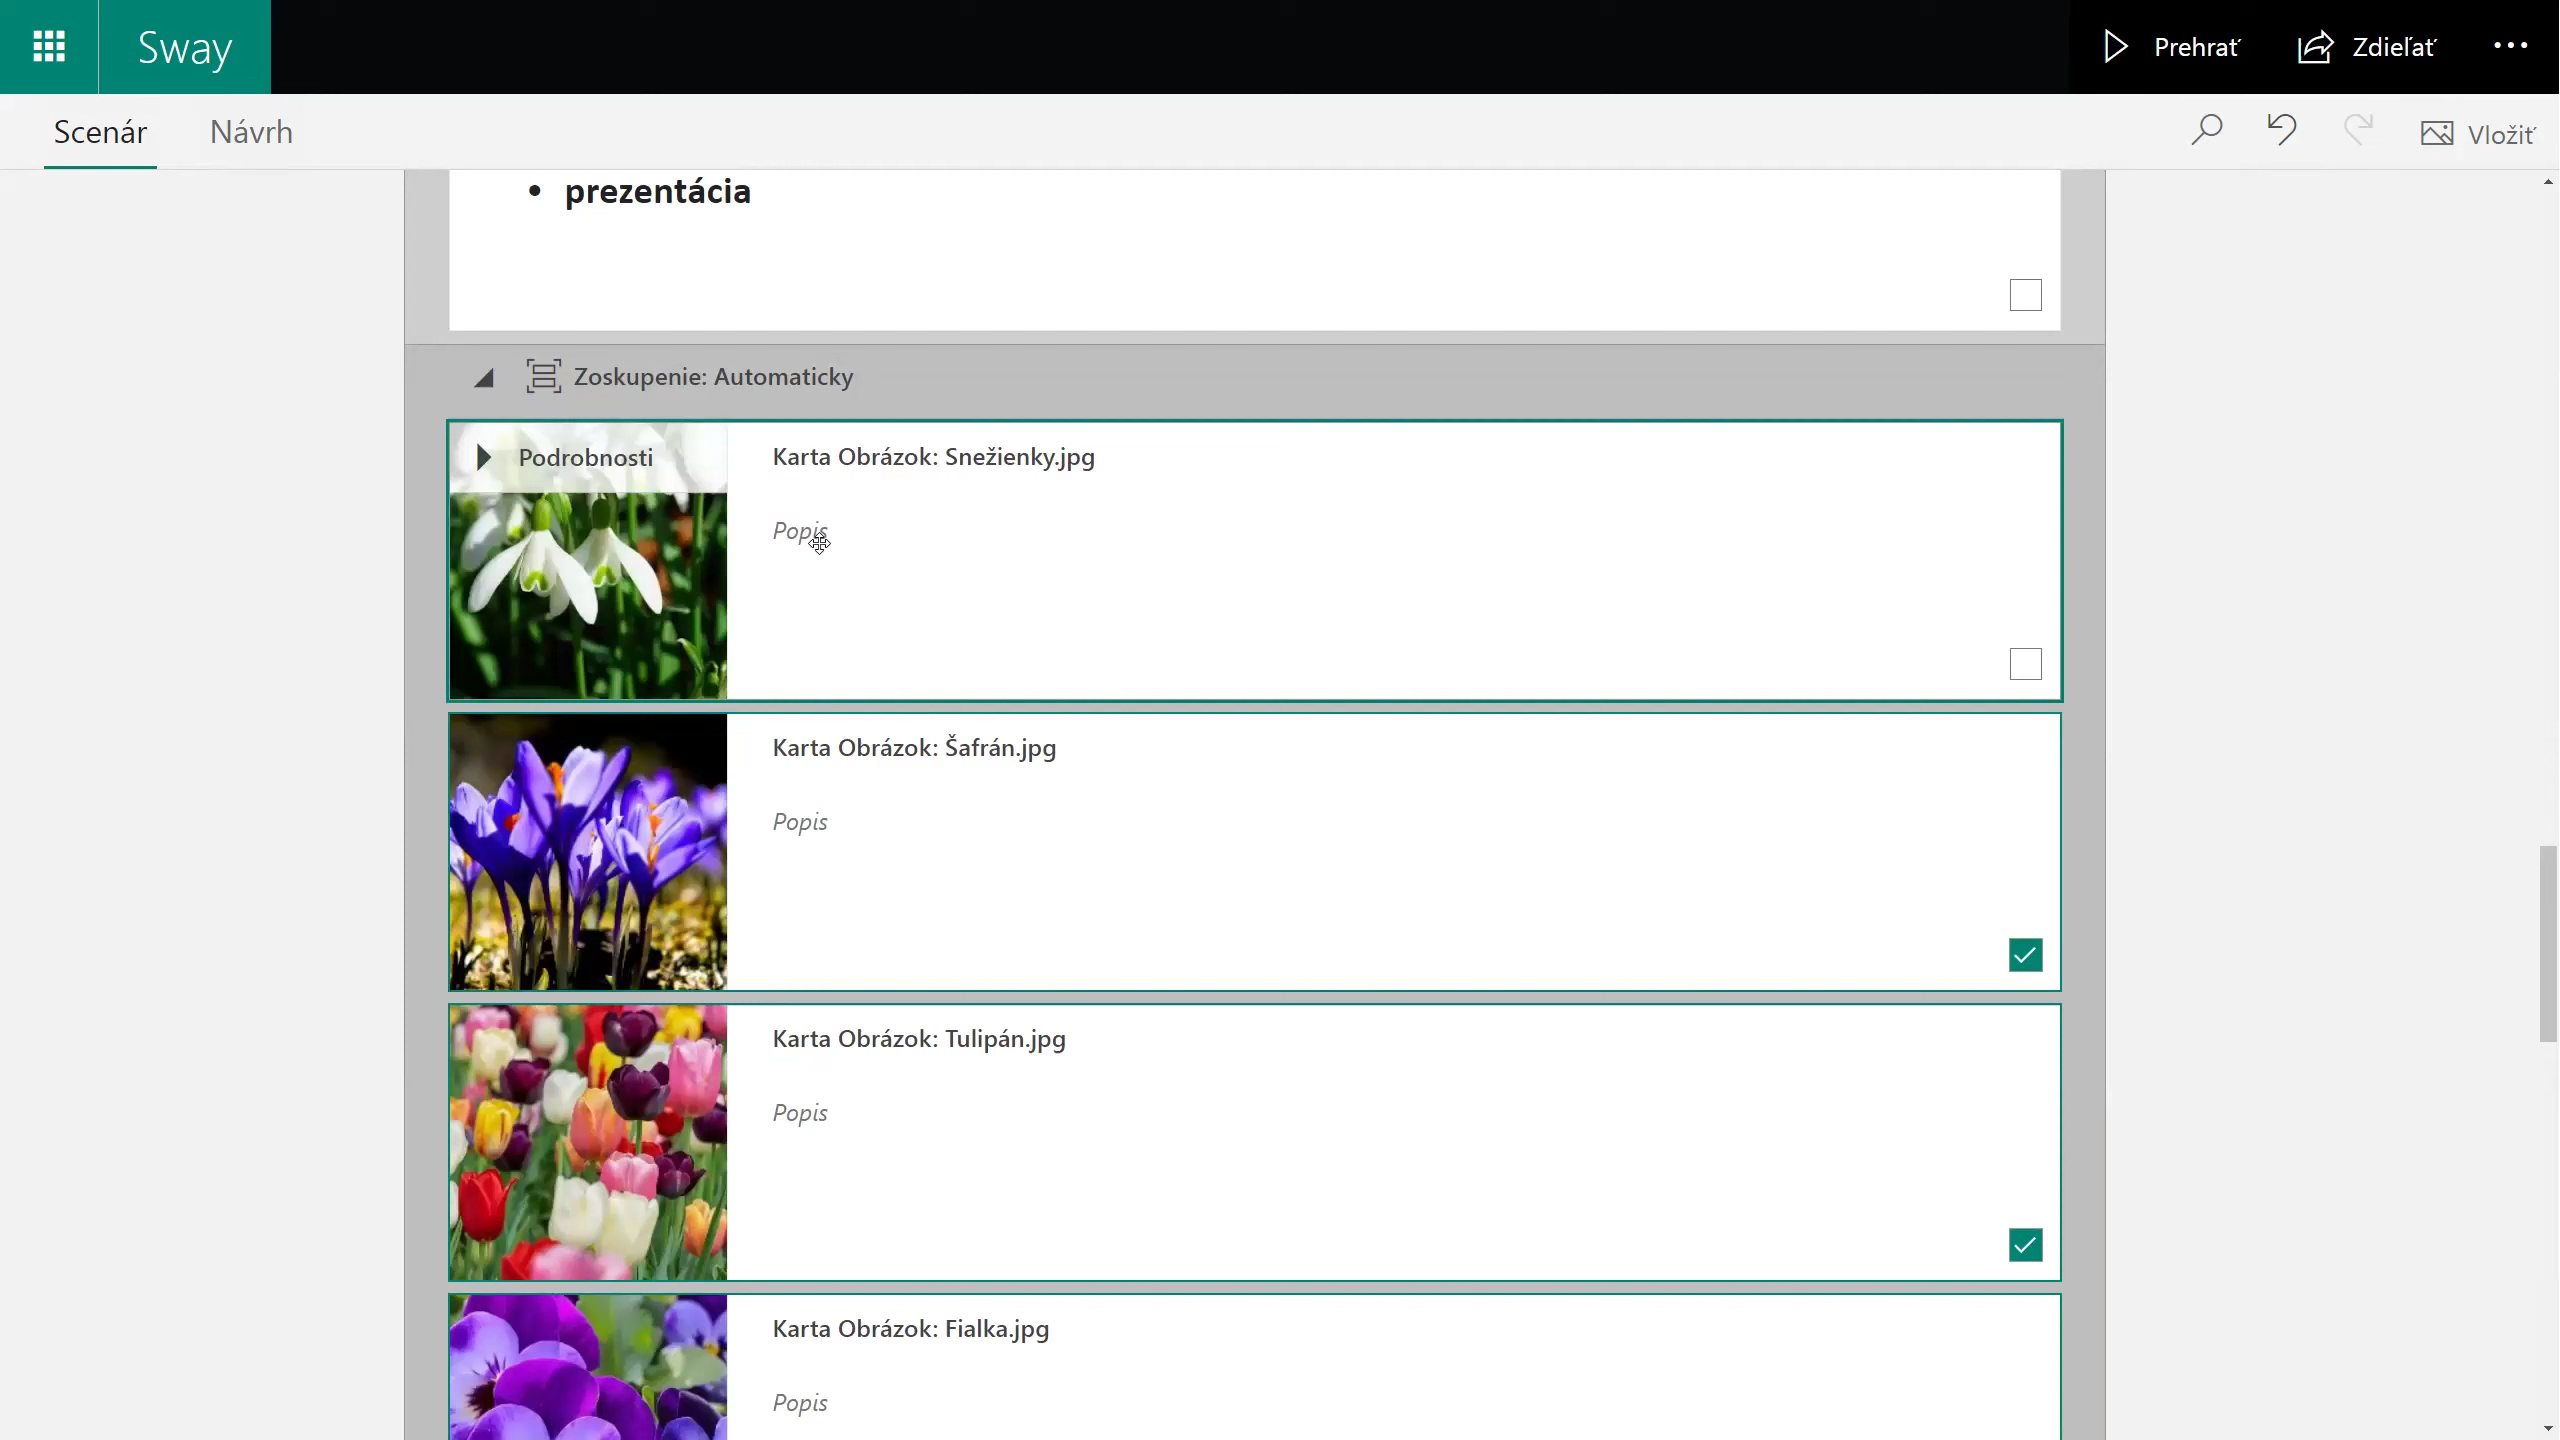 Sway
Prehrať
Zdieľať
Scenár
Návrh
Vložiť
• prezentácia
Zoskupenie: Automaticky
Podrobnosti
Karta Obrázok: Snežienky.jpg
Popis
Karta Obrázok: Šafrán.jpg
Popis
Karta Obrázok: Tulipán.jpg
Popis
Karta Obrázok: Fialka.jpg
Popis